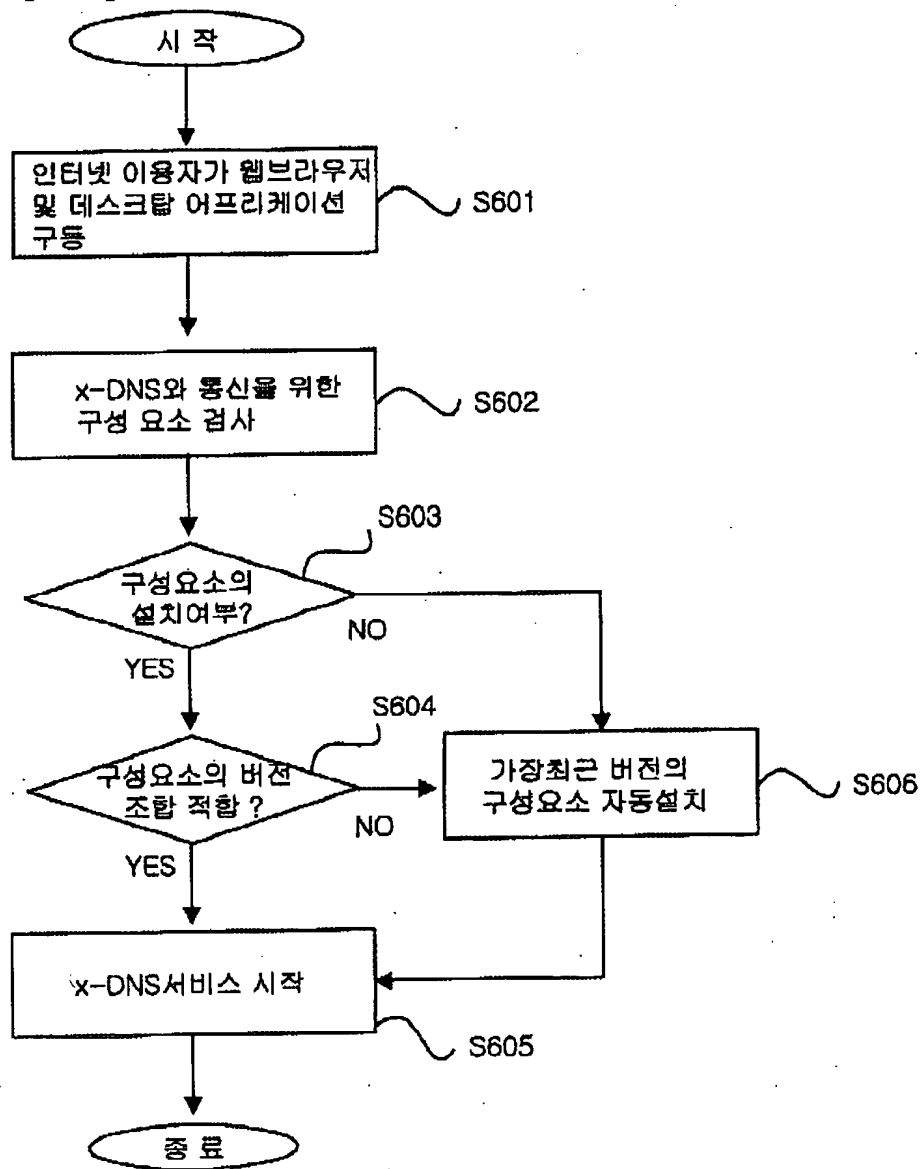 시 작
인터넷 이용자가 웹브라우저
및 데스크탑 어프리케이션
구동
S601
x-DNS와 통신을 위한
구성 요소 검사
S602
S603
구성요소의
설치여부?
NO
YES
S604
구성요소의 버전
조합 적합 ?
NO
YES
가장최근 버전의
구성요소 자동설치
S606
x-DNS서비스 시작
S605
종 료